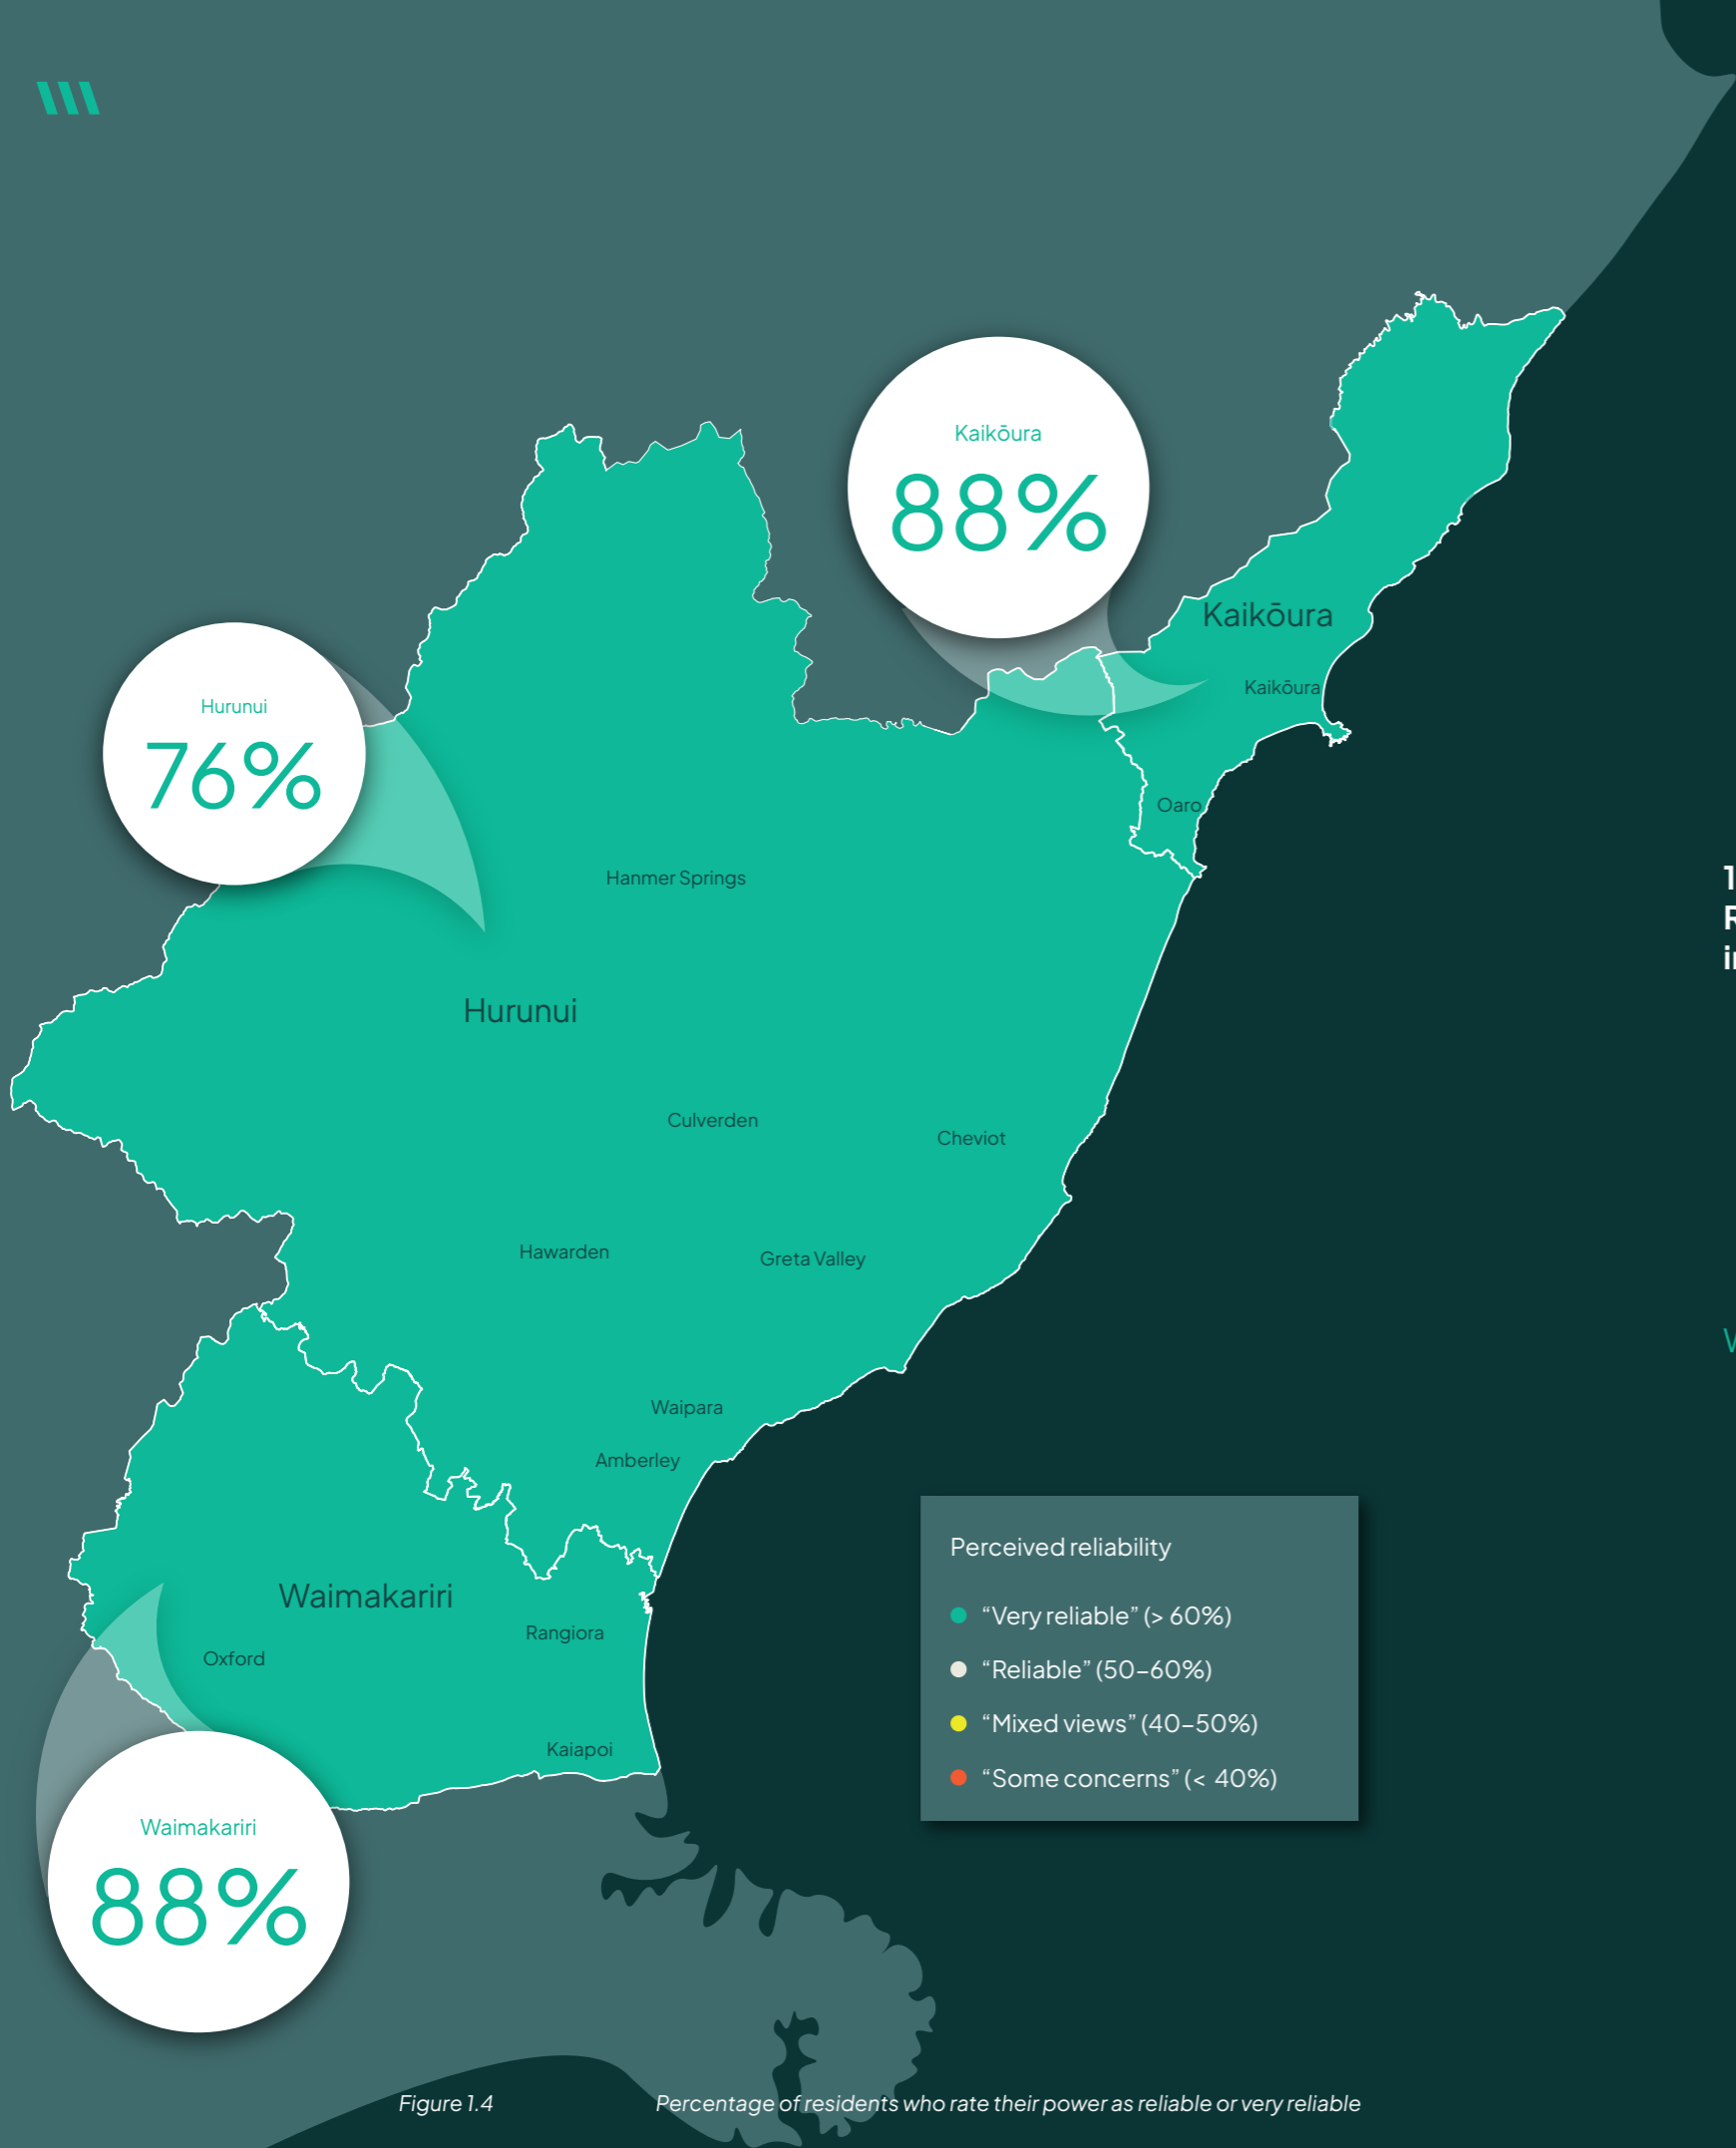 Kaikōura
88%
Kaikōura
Kaikōura
Hurunui
76%
Oaro
Hanmer Springs
Hurunui
Culverden
Cheviot
Hawarden
Greta Valley
Waipara
Amberley
Waimakariri
Rangiora
Oxford
Kaiapoi
Waimakariri
88%
Perceived reliability
“Very reliable” (> 60%)
“Reliable” (50–60%)
“Mixed views” (40–50%)
“Some concerns” (< 40%)
Figure 1.4
Percentage of residents who rate their power as reliable or very reliable